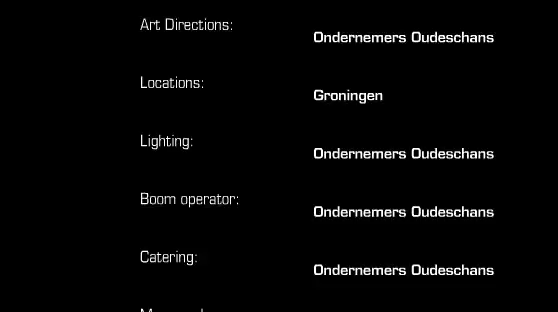 Art Directions:
Ondernemers Oudeschans
Locations:
Groningen
Lighting:
Ondernemers Oudeschans
Boom operator:
Ondernemers Oudeschans
Catering:
Ondernemers Oudeschans